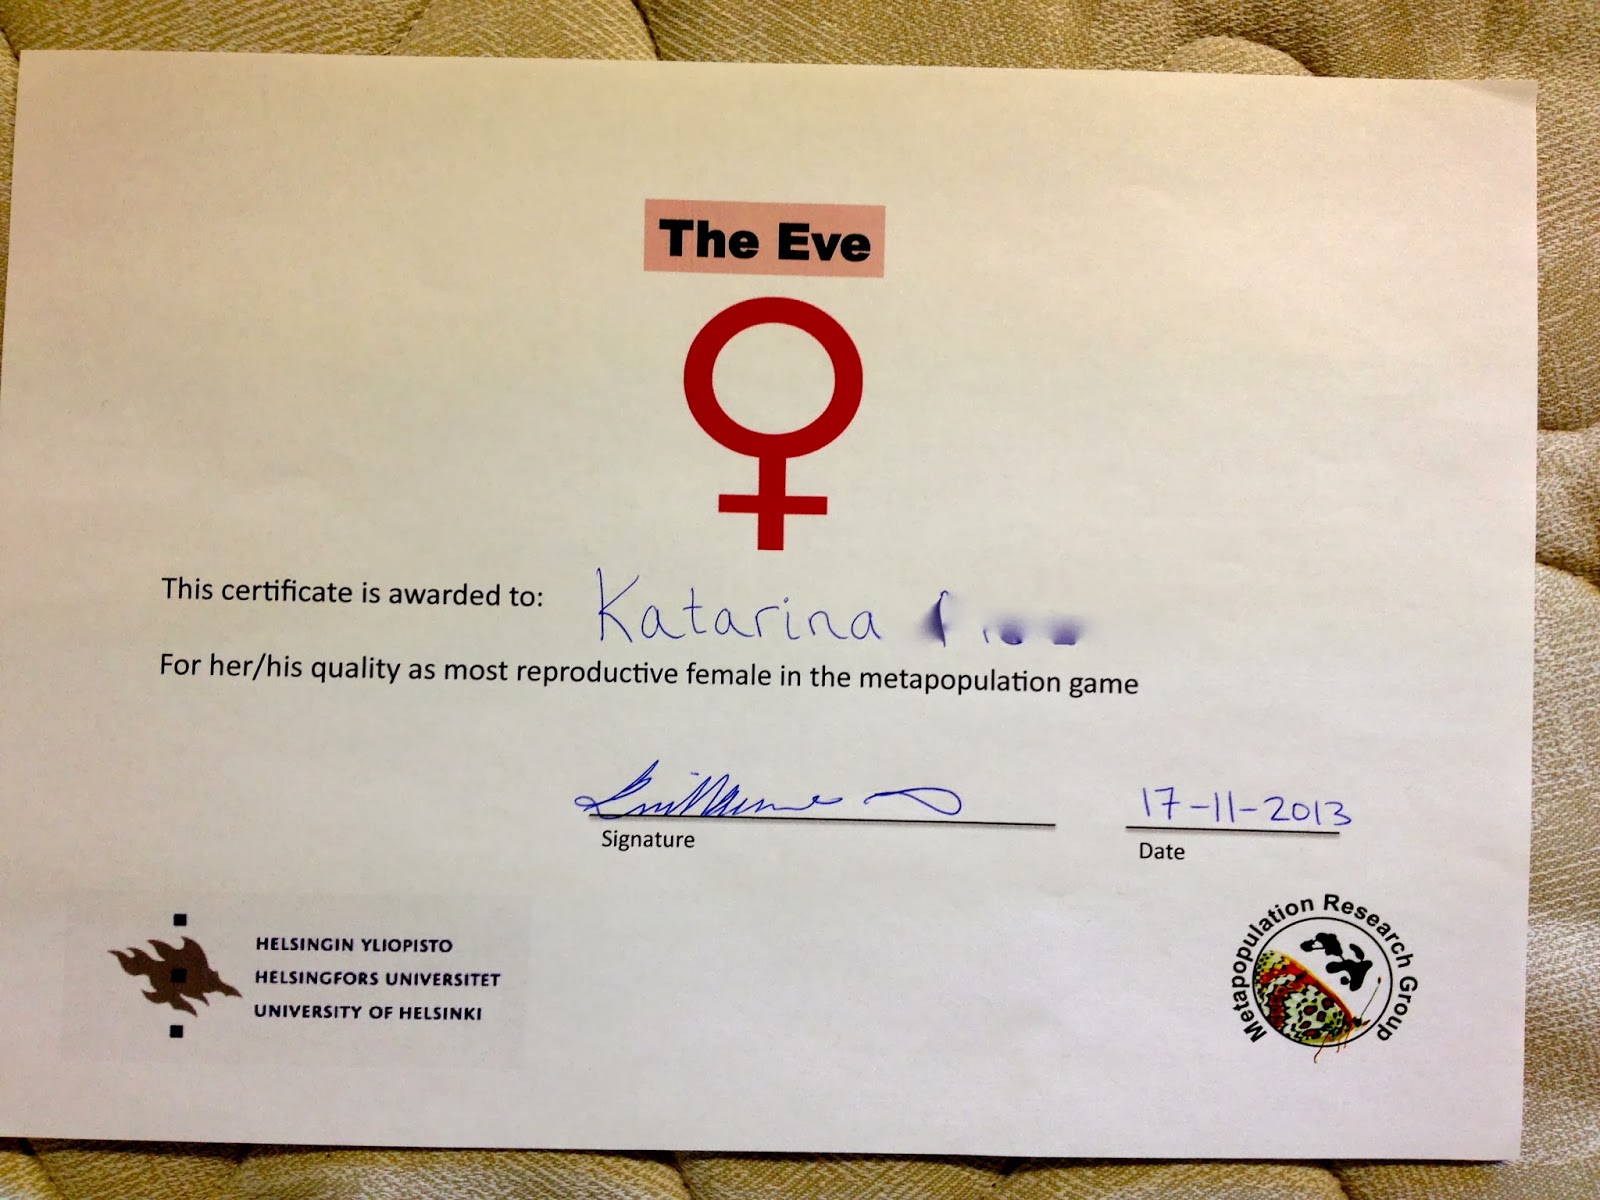 The Eve
This certificate is awarded to: Katarina
For her/his quality as most reproductive female in the metapopulation game
Guillaume
17-11-2013
Signature
Date
HELSINGIN YLIOPISTO
HELSINGFORS UNIVERSITET
UNIVERSITY OF HELSINKI
Metapopulation Research Group